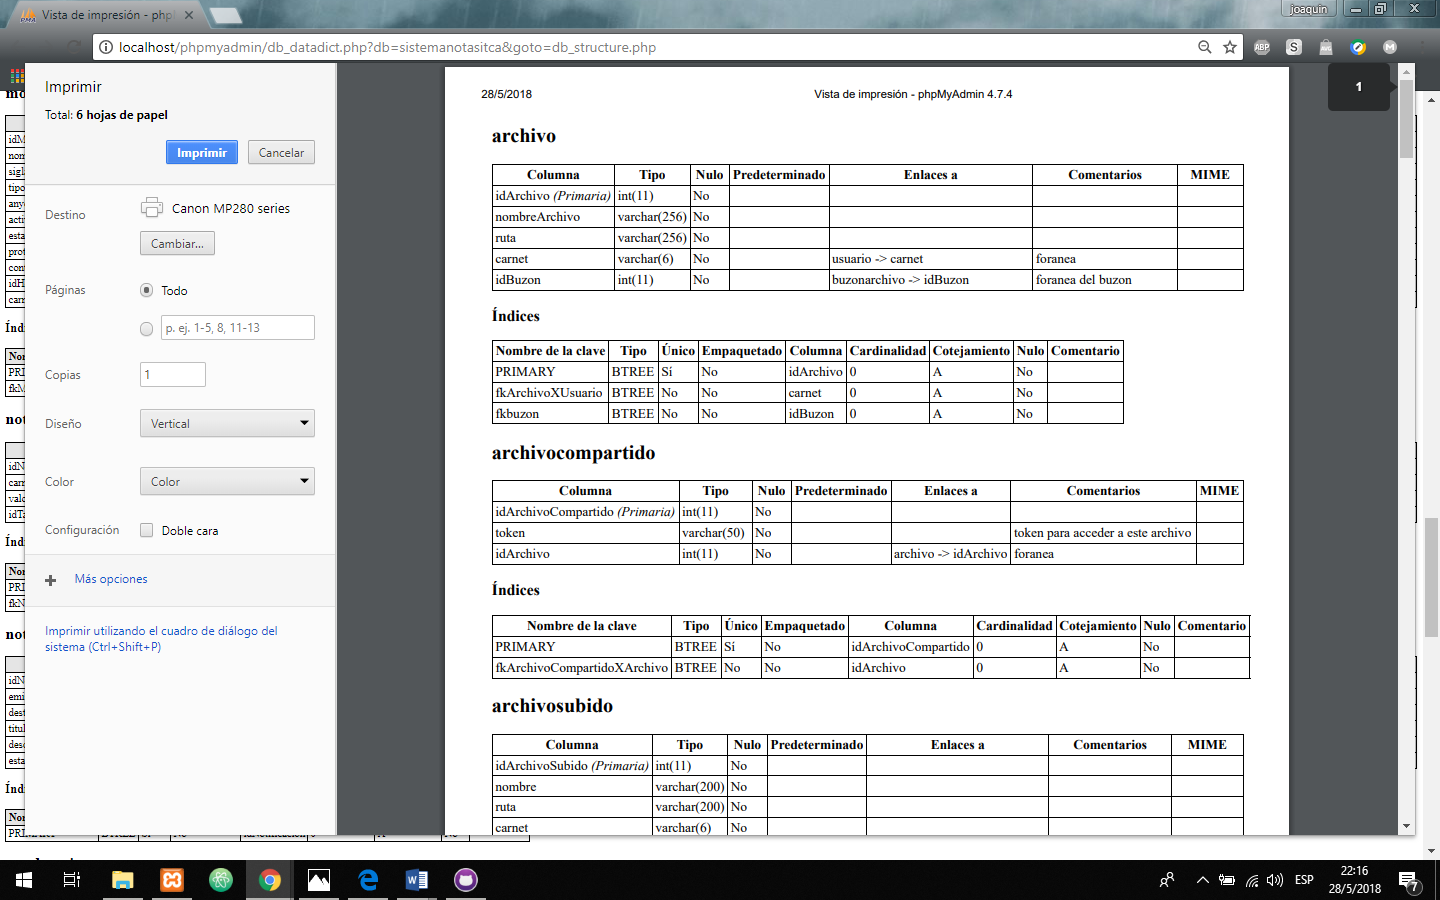 Vista de impresión - php
joaquin
localhost/phpmyadmin/db_datadict.php?db=sistemanotasitca&goto=db_structure.php
ABP
S
AVG
M
Imprimir
Total: 6 hojas de papel
Imprimir
Cancelar
Destino
Canon MP280 series
Cambiar...
Páginas
Todo
p. ej. 1-5, 8, 11-13
Copias
1
Diseño
Vertical
Color
Color
Configuración
Doble cara
Más opciones
Imprimir utilizando el cuadro de diálogo del
sistema (Ctrl+Shift+P)
28/5/2018
Vista de impresión - phpMyAdmin 4.7.4
1
archivo
Columna Tipo Nulo Predeterminado Enlaces a Comentarios MIME
idArchivo (Primaria) int(11) No
nombreArchivo varchar(256) No
ruta varchar(256) No
carnet varchar(6) No usuario -> carnet foranea
idBuzon int(11) No buzonarchivo -> idBuzon foranea del buzon
Índices
Nombre de la clave Tipo Único Empaquetado Columna Cardinalidad Cotejamiento Nulo Comentario
PRIMARY BTREE Sí No idArchivo 0 A No
fkArchivoXUsuario BTREE No No carnet 0 A No
fkbuzon BTREE No No idBuzon 0 A No
archivocompartido
Columna Tipo Nulo Predeterminado Enlaces a Comentarios MIME
idArchivoCompartido (Primaria) int(11) No
token varchar(50) No token para acceder a este archivo
idArchivo int(11) No archivo -> idArchivo foranea
Índices
Nombre de la clave Tipo Único Empaquetado Columna Cardinalidad Cotejamiento Nulo Comentario
PRIMARY BTREE Sí No idArchivoCompartido 0 A No
fkArchivoCompartidoXArchivo BTREE No No idArchivo 0 A No
archivosubido
Columna Tipo Nulo Predeterminado Enlaces a Comentarios MIME
idArchivoSubido (Primaria) int(11) No
nombre varchar(200) No
ruta varchar(200) No
carnet varchar(6) No
ESP
22:16
28/5/2018
7